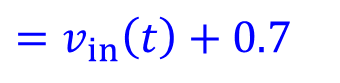 = v_in(t) + 0.7